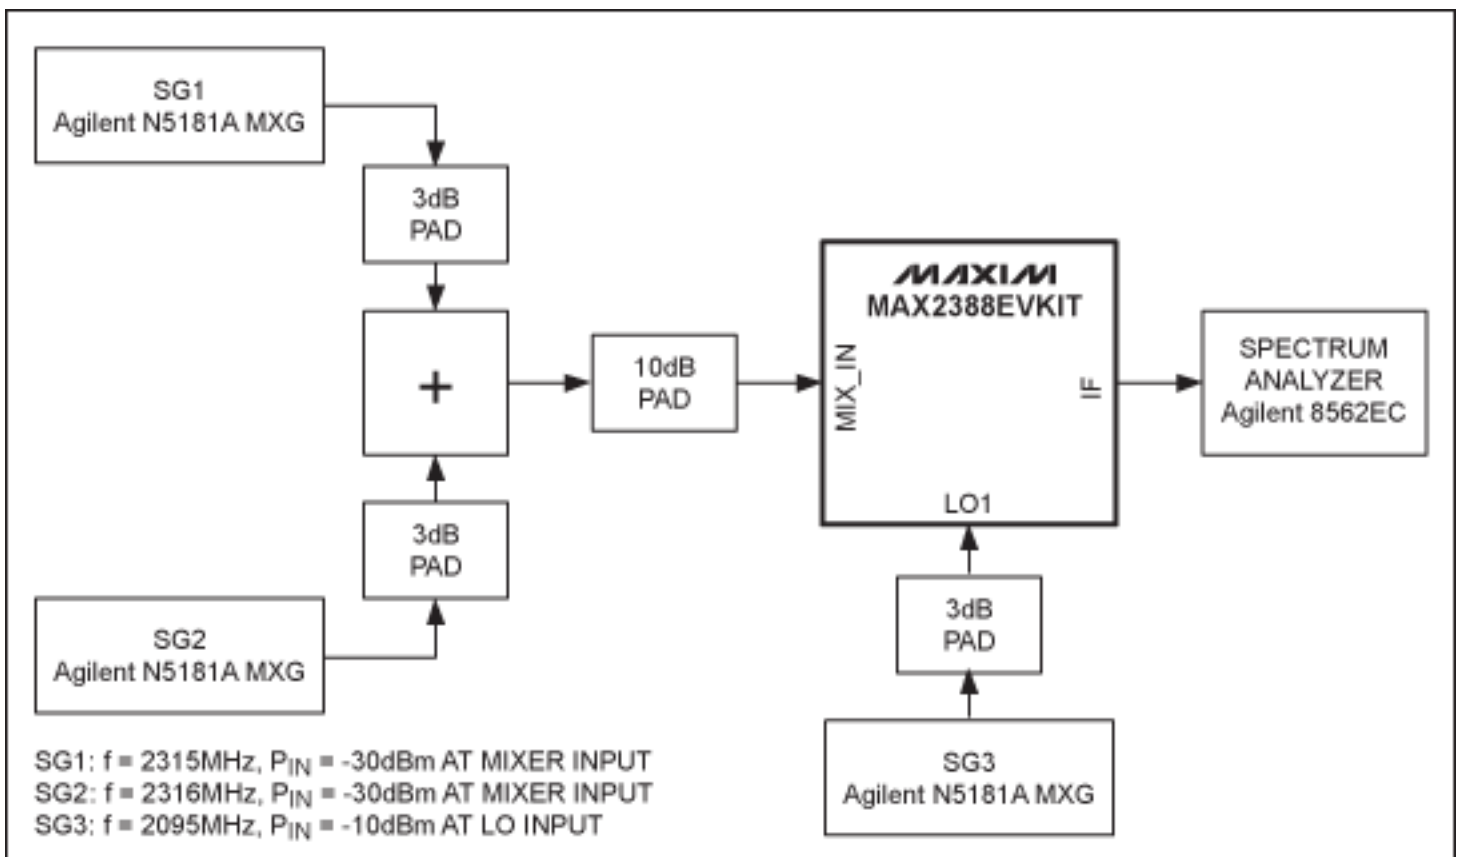 SG1
Agilent N5181A MXG
3dB
PAD
+
10dB
PAD
3dB
PAD
SG2
Agilent N5181A MXG
MAXIM
MAX2388EVKIT
MIX_IN
IF
LO1
SPECTRUM
ANALYZER
Agilent 8562EC
3dB
PAD
SG3
Agilent N5181A MXG
SG1: f = 2315MHz, PIN = -30dBm AT MIXER INPUT
SG2: f = 2316MHz, PIN = -30dBm AT MIXER INPUT
SG3: f = 2095MHz, PIN = -10dBm AT LO INPUT